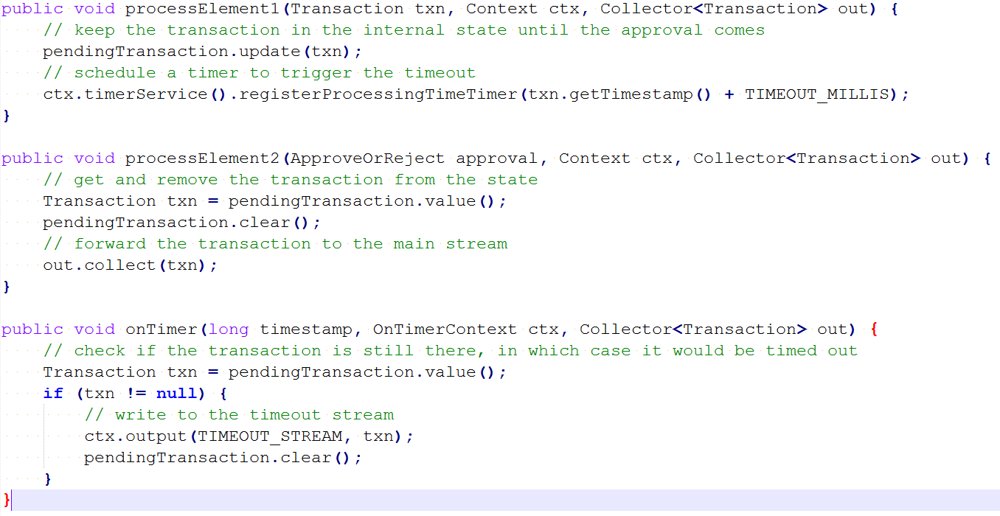 public void processElement1(Transaction txn, Context ctx, Collector<Transaction> out) {
// keep the transaction in the internal state until the approval comes
pendingTransaction.update(txn);
// schedule a timer to trigger the timeout
ctx.timerService().registerProcessingTimeTimer(txn.getTimestamp() + TIMEOUT_MILLIS);
}
public void processElement2(ApproveOrReject approval, Context ctx, Collector<Transaction> out) {
// get and remove the transaction from the state
Transaction txn = pendingTransaction.value();
pendingTransaction.clear();
// forward the transaction to the main stream
out.collect(txn);
}
public void onTimer(long timestamp, OnTimerContext ctx, Collector<Transaction> out) {
// check if the transaction is still there, in which case it would be timed out
Transaction txn = pendingTransaction.value();
if (txn != null) {
// write to the timeout stream
ctx.output(TIMEOUT_STREAM, txn);
pendingTransaction.clear();
}
}